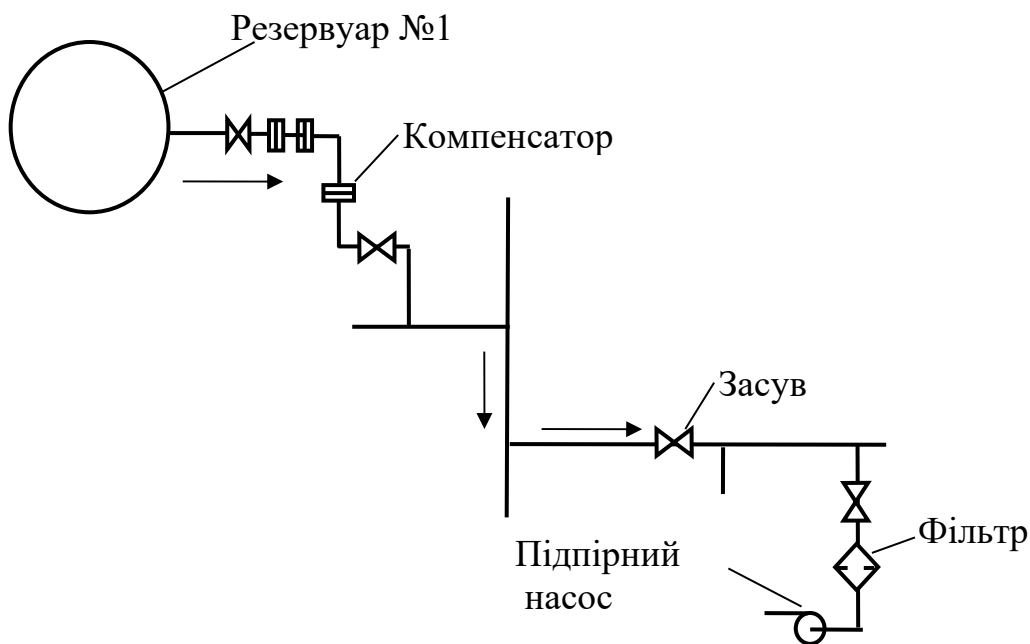 Резервуар №1
Компенсатор
Засув
Фільтр
Підпірний
насос